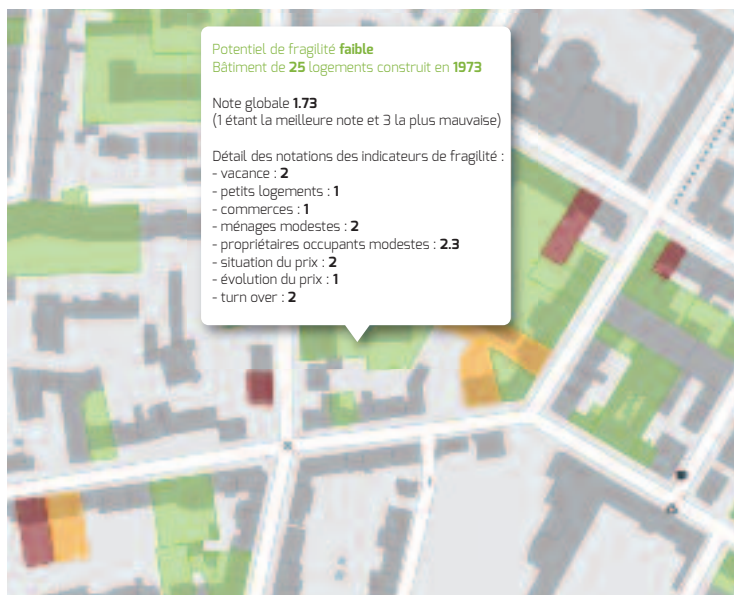 Potentiel de fragilité faible
Bâtiment de 25 logements construit en 1973
Note globale 1.73
(1 étant la meilleure note et 3 la plus mauvaise)
Détail des notations des indicateurs de fragilité :
- vacance : 2
- petits logements : 1
- commerces : 1
- ménages modestes : 2
- propriétaires occupants modestes : 2.3
- situation du prix : 2
- évolution du prix : 1
- turn over : 2